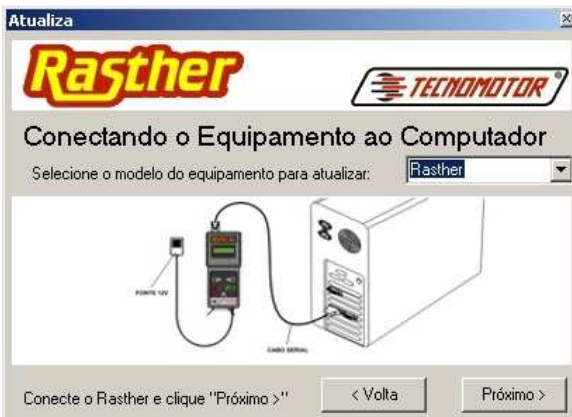 Atualiza
Rasther
TECNOMOTOR®
Conectando o Equipamento ao Computador
Selecione o modelo do equipamento para atualizar:
Rasther
FONTE 12V
CABO SERIAL
Conecte o Rasther e clique "Próximo >"
< Volta
Próximo >